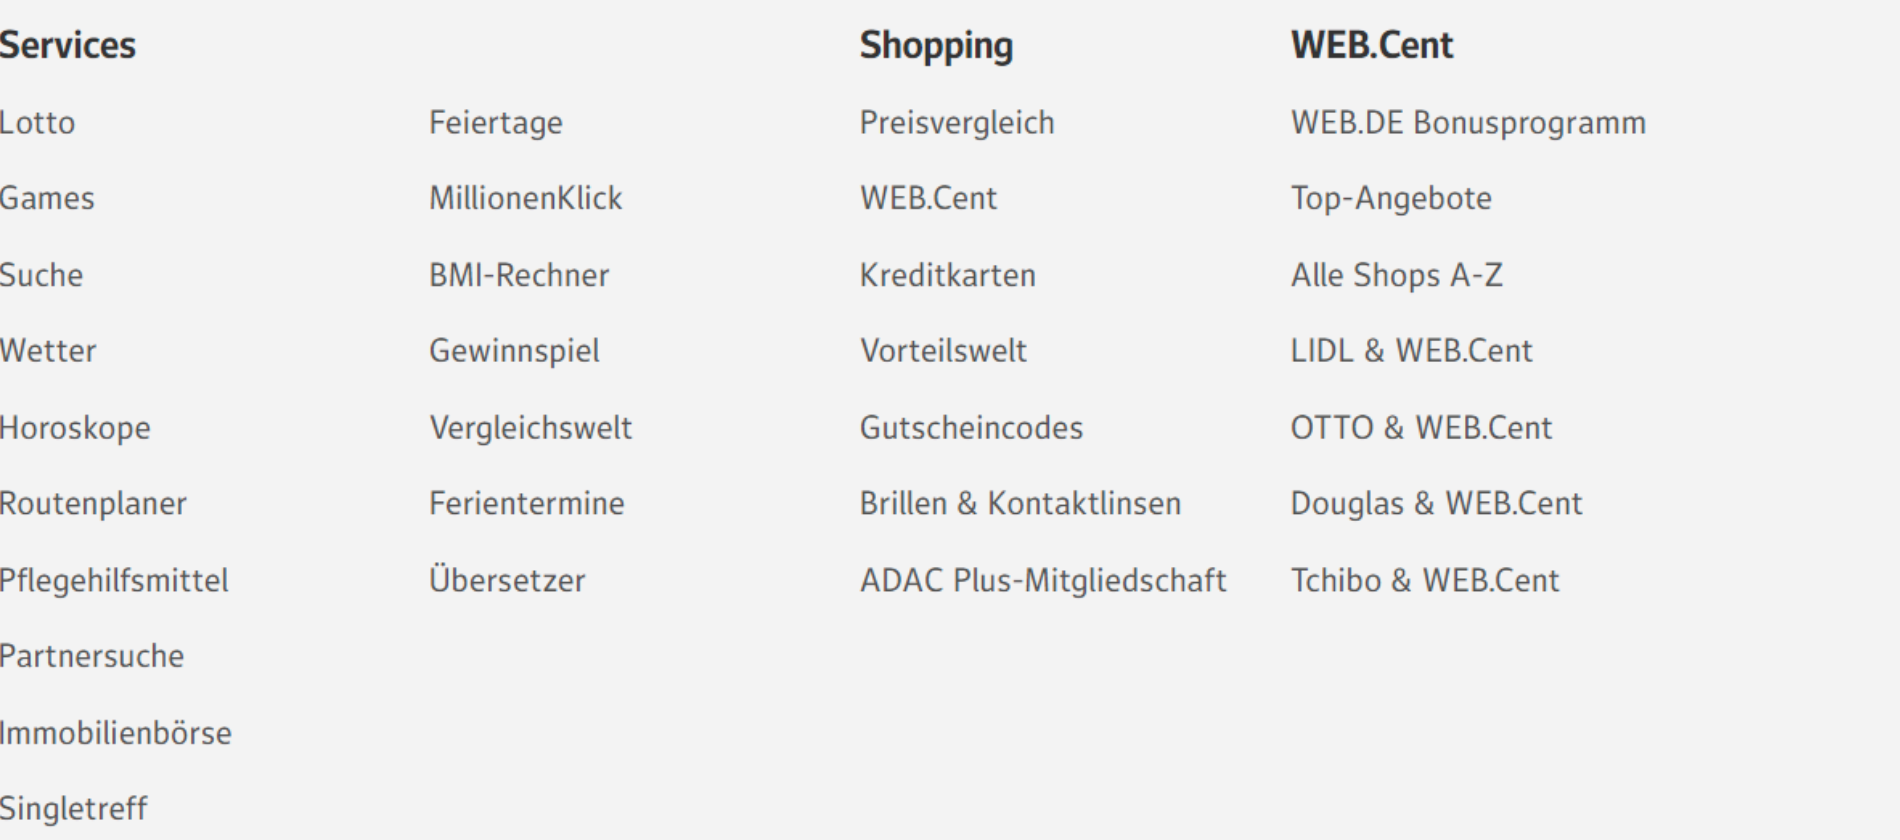 Services
Lotto
Games
Suche
Wetter
Horoskope
Routenplaner
Pflegehilfsmittel
Partnersuche
Immobilienbörse
Singletreff
Feiertage
MillionenKlick
BMI-Rechner
Gewinnspiel
Vergleichswelt
Ferientermine
Übersetzer
Shopping
Preisvergleich
WEB.Cent
Kreditkarten
Vorteilswelt
Gutscheincodes
Brillen & Kontaktlinsen
ADAC Plus-Mitgliedschaft
WEB.Cent
WEB.DE Bonusprogramm
Top-Angebote
Alle Shops A-Z
LIDL & WEB.Cent
OTTO & WEB.Cent
Douglas & WEB.Cent
Tchibo & WEB.Cent